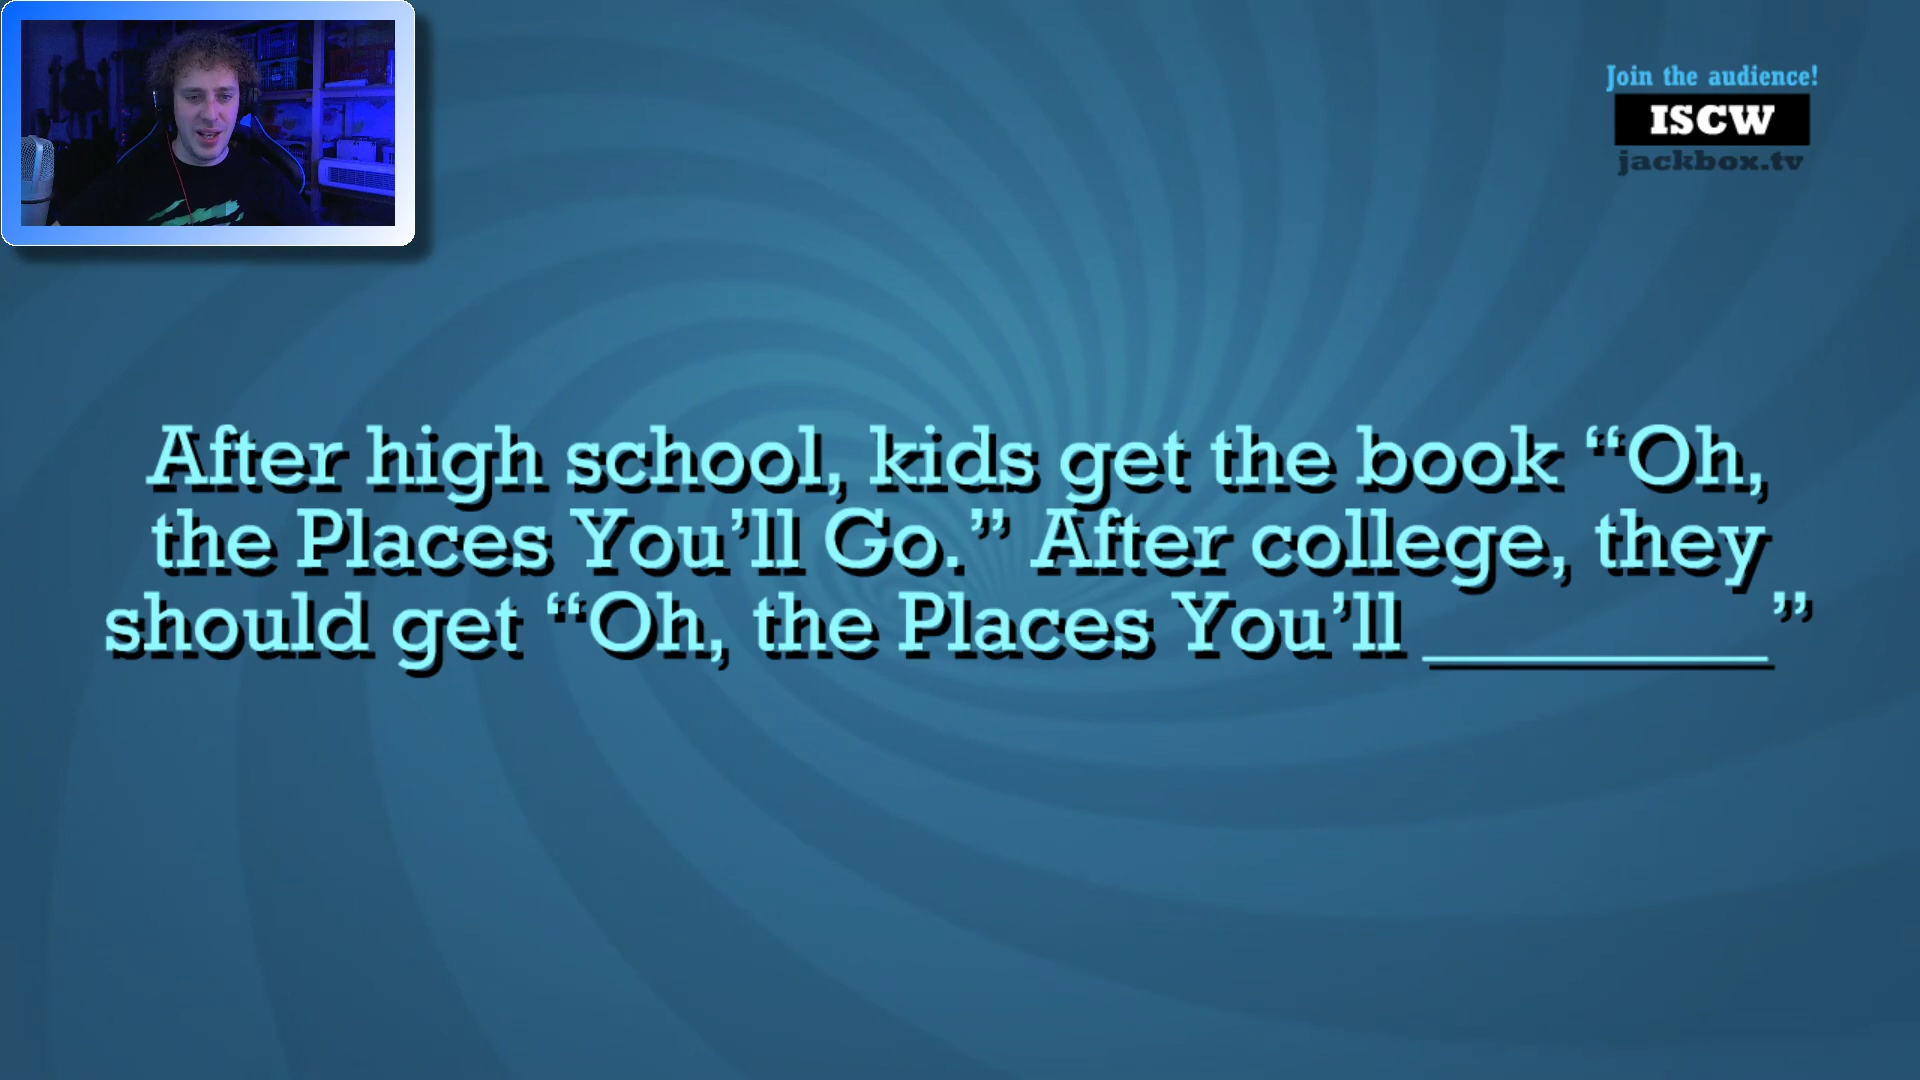 Join the audience!
ISCW
jackbox.tv
After high school, kids get the book “Oh,
the Places You’ll Go.” After college, they
should get “Oh, the Places You’ll ________”